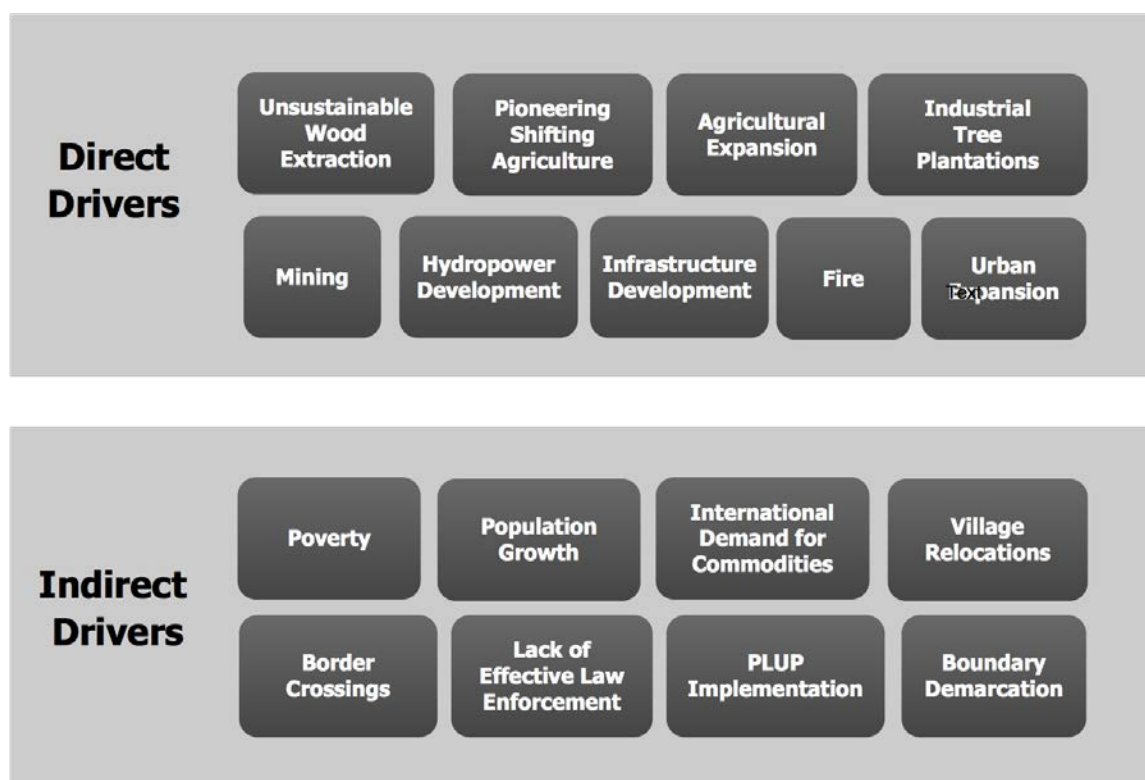 Direct
Drivers
Unsustainable
Wood
Extraction
Pioneering
Shifting
Agriculture
Agricultural
Expansion
Industrial
Tree
Plantations
Mining
Hydropower
Development
Infrastructure
Development
Fire
Urban
Expansion
Text
Indirect
Drivers
Poverty
Population
Growth
International
Demand for
Commodities
Village
Relocations
Border
Crossings
Lack of
Effective Law
Enforcement
PLUP
Implementation
Boundary
Demarcation